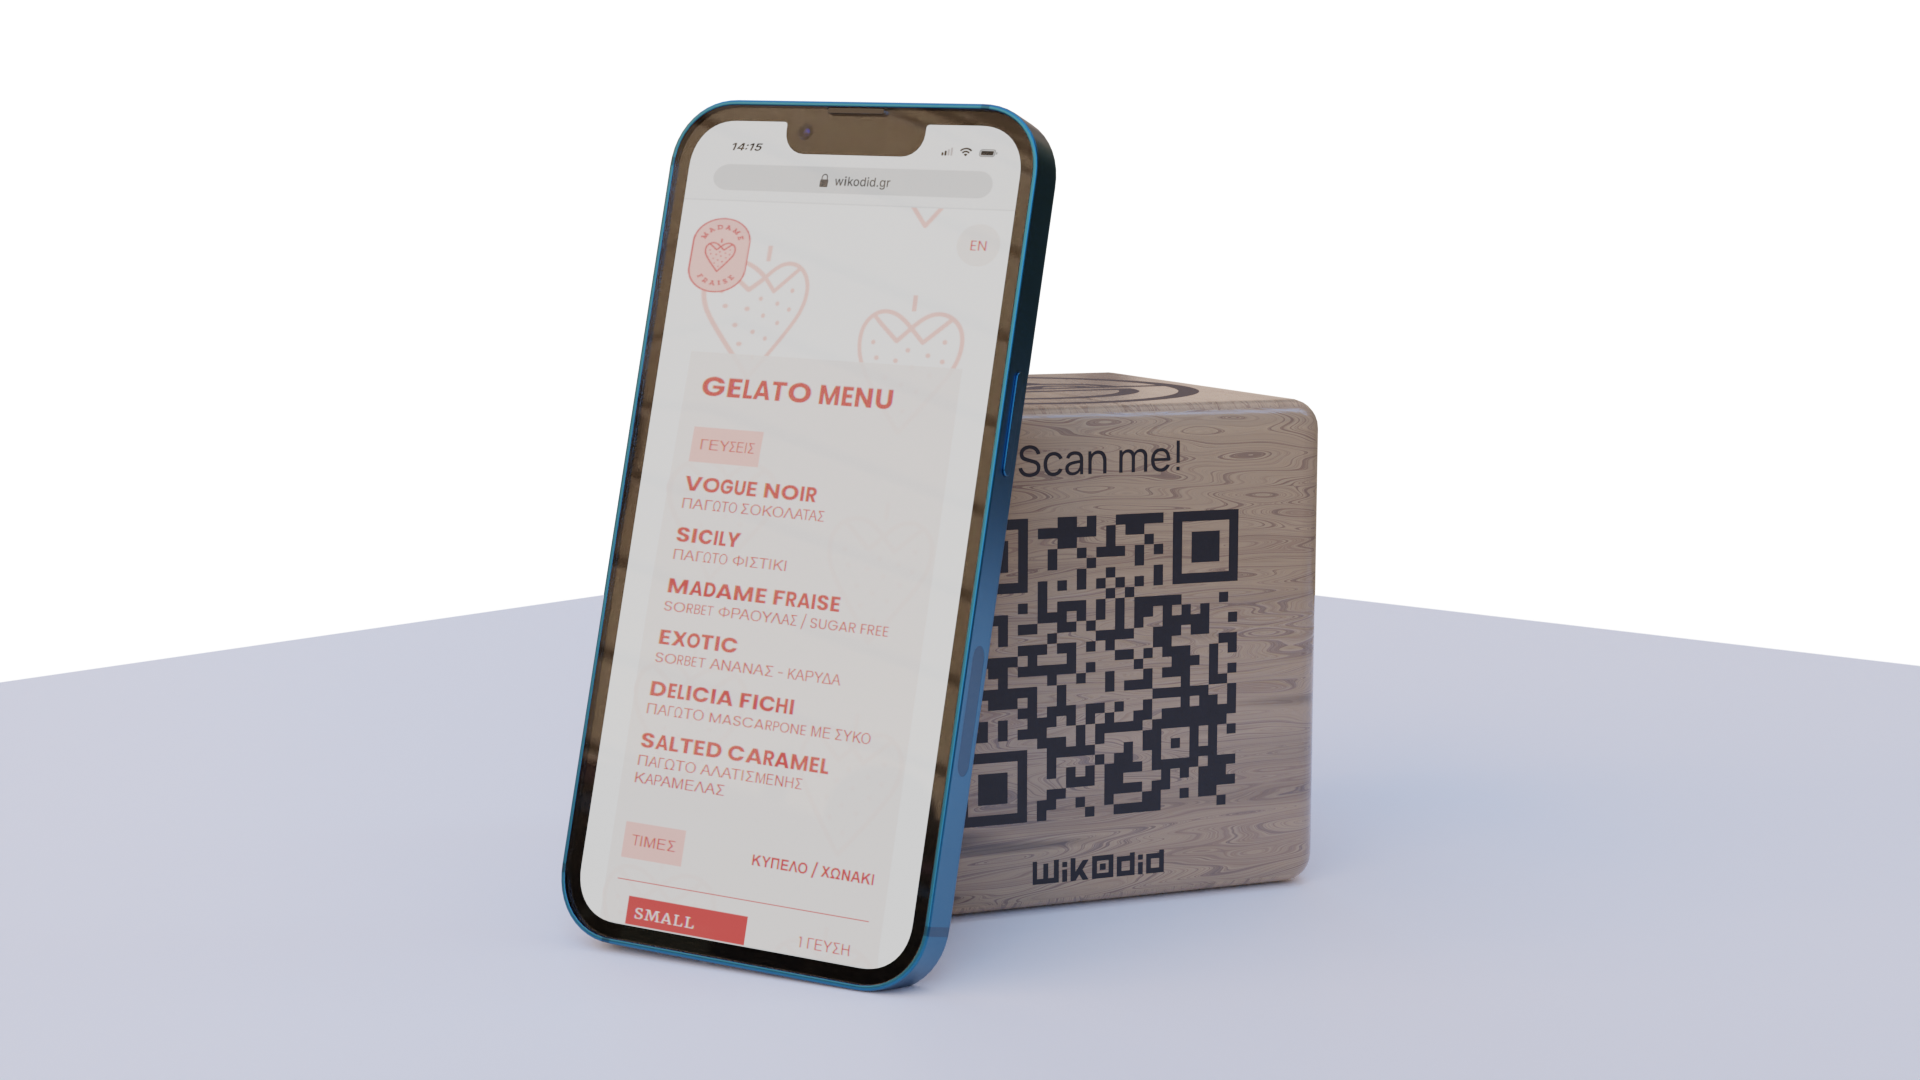 14:15
wikodid.gr
MADAME
FRAISE
EN
GELATO MENU
ΓΕΥΣΕΙΣ
VOGUE NOIR
ΠΑΓΩΤΟ ΣΟΚΟΛΑΤΑΣ
SICILY
ΠΑΓΩΤΟ ΦΙΣΤΙΚΙ
MADAME FRAISE
SORBET ΦΡΑΟΥΛΑΣ / SUGAR FREE
EXOTIC
SORBET ΑΝΑΝΑΣ - ΚΑΡΥΔΑ
DELICIA FICHI
ΠΑΓΩΤΟ MASCARPONE ΜΕ ΣΥΚΟ
SALTED CARAMEL
ΠΑΓΩΤΟ ΑΛΑΤΙΣΜΕΝΗΣ
ΚΑΡΑΜΕΛΑΣ
ΤΙΜΕΣ
ΚΥΠΕΛΟ / ΧΩΝΑΚΙ
SMALL
1 ΓΕΥΣΗ
Scan me!
wikodid